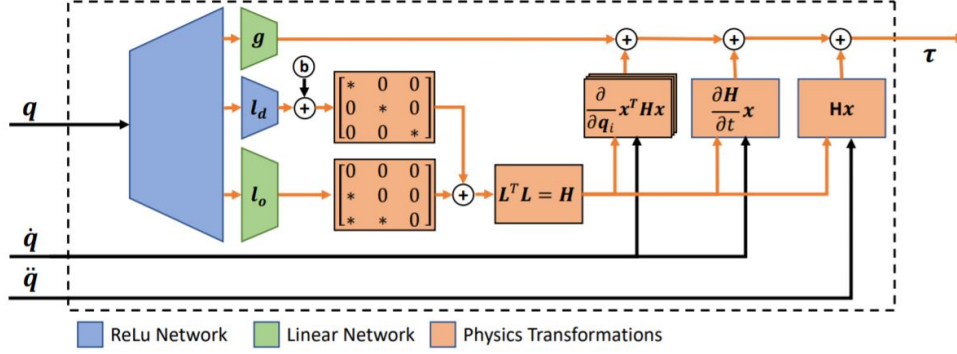 g
b
q
l_d
[* 0 0
0 * 0
0 0 *]
l_o
[0 0 0
* 0 0
* * 0]
+
+
L^T L = H
∂/∂q_i x^T Hx
∂H/∂t x
Hx
+
+
+
τ
q̇
q̈
ReLu Network
Linear Network
Physics Transformations